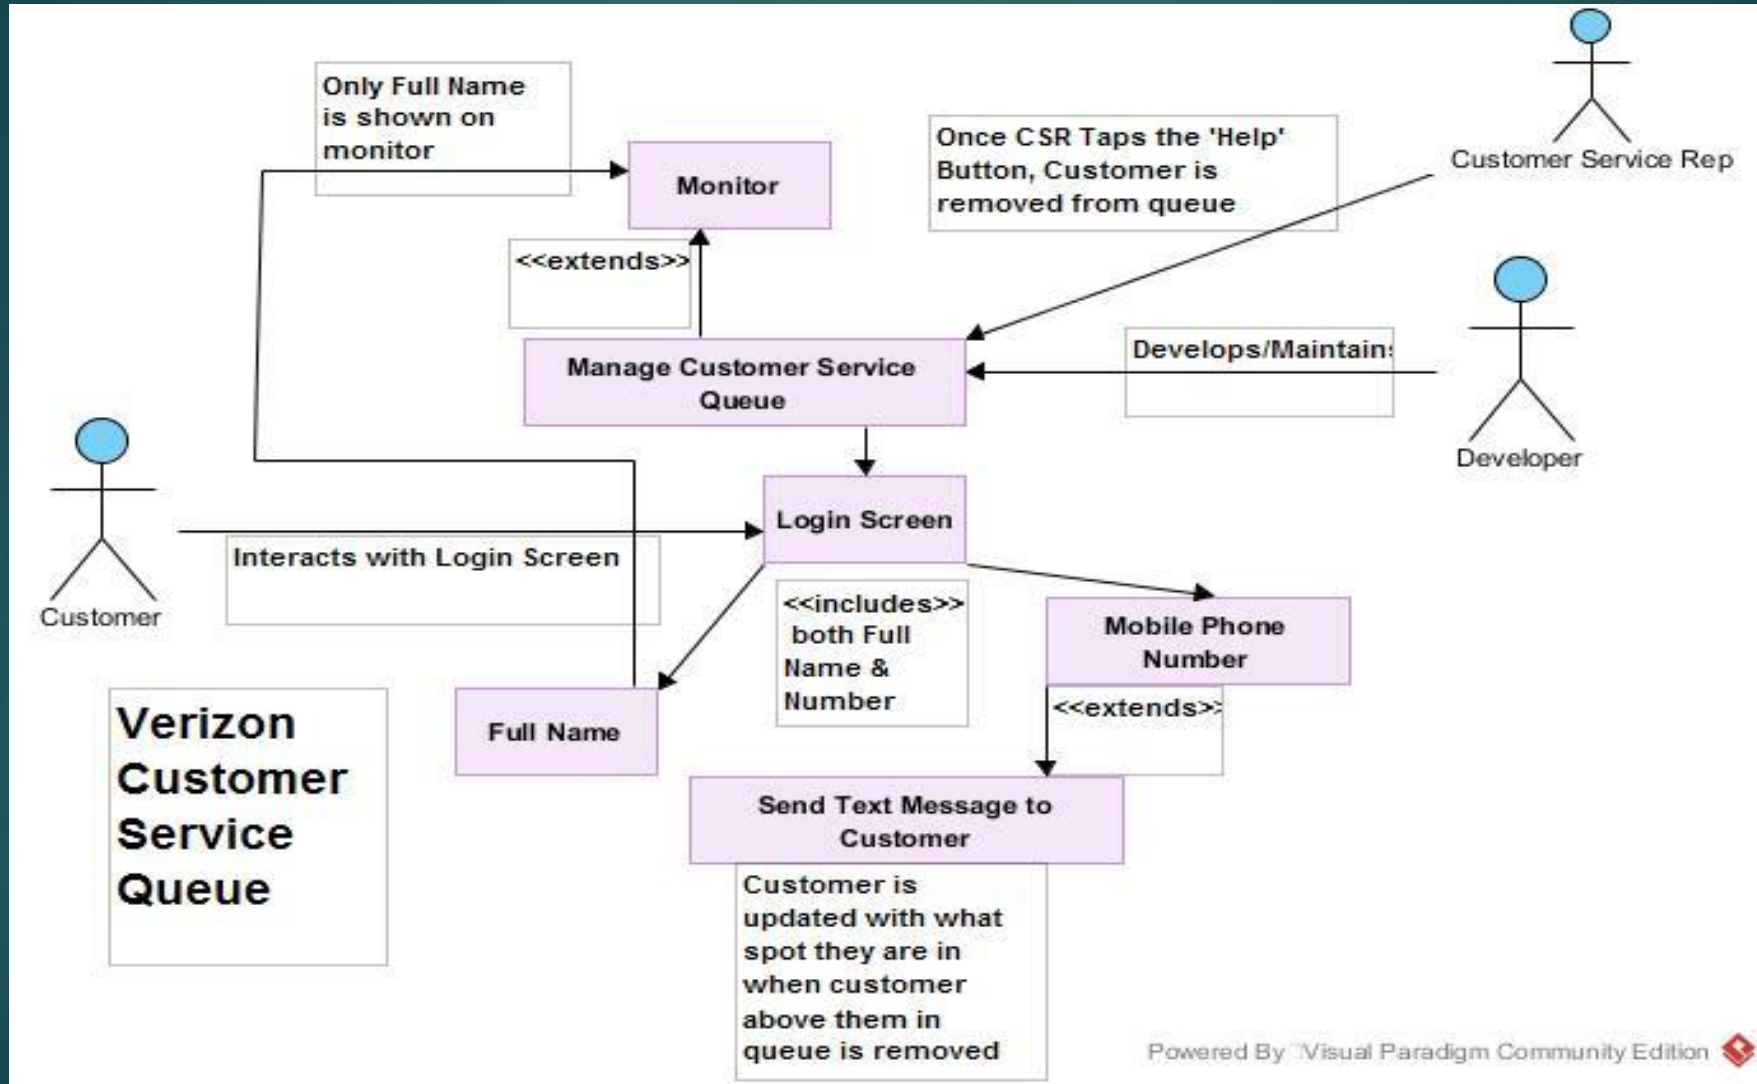 Only Full Name
is shown on
monitor
Monitor
Once CSR Taps the 'Help'
Button, Customer is
removed from queue
Customer Service Rep
<<extends>>
Manage Customer Service
Queue
Develops/Maintains
Developer
Login Screen
Interacts with Login Screen
Customer
<<includes>>
both Full
Name &
Number
Mobile Phone
Number
<<extends>>
Full Name
Verizon
Customer
Service
Queue
Send Text Message to
Customer
Customer is
updated with what
spot they are in
when customer
above them in
queue is removed
Powered By Visual Paradigm Community Edition